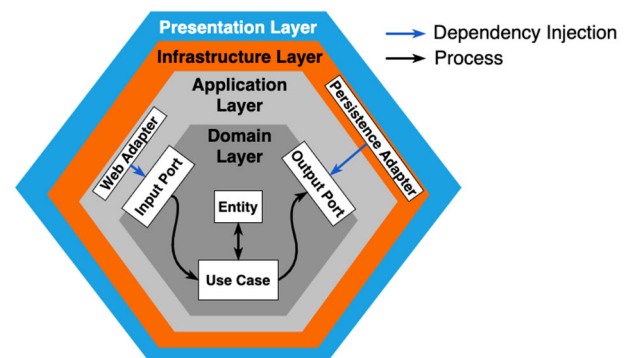 Presentation Layer
Infrastructure Layer
Application
Layer
Domain
Layer
Web Adapter
Input Port
Entity
Use Case
Output Port
Persistence Adapter
Dependency Injection
Process